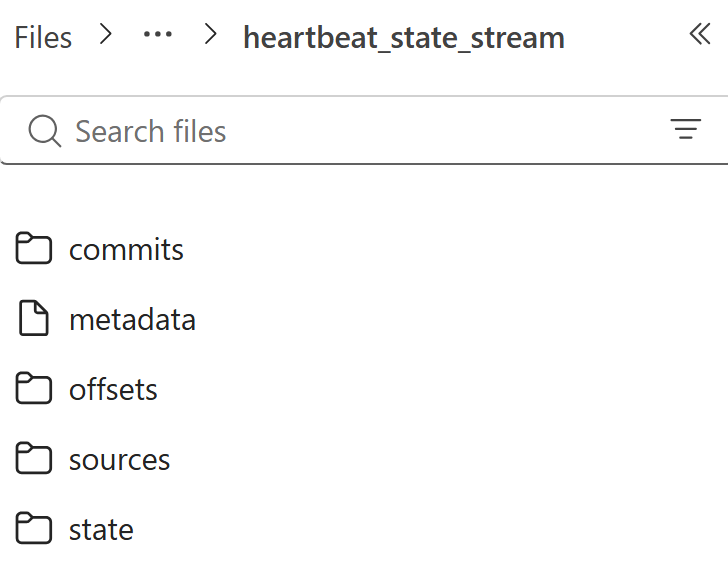 Files > ··· > heartbeat_state_stream
Search files
commits
metadata
offsets
sources
state